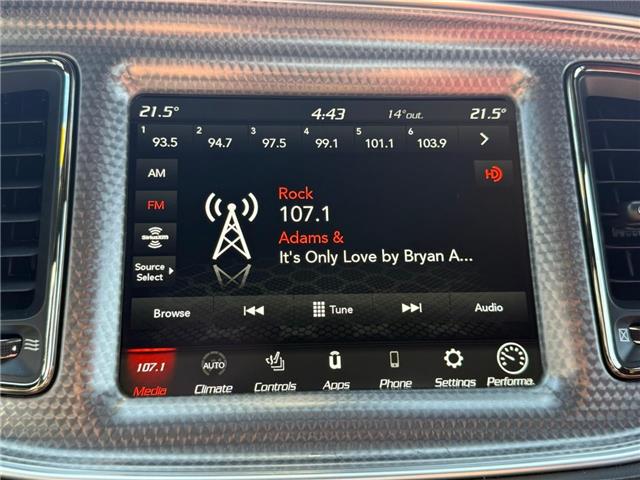 21.5° 4:43 14°out. 21.5°
1 93.5 2 94.7 3 97.5 4 99.1 5 101.1 6 103.9
AM
HD
FM
Rock
107.1
SiriusXM
Adams &
It's Only Love by Bryan A...
Source
Select
Browse Tune Audio
107.1 AUTO
Media Climate Controls Apps Phone Settings Performa.